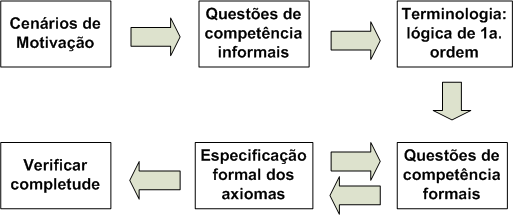 Cenários de
Motivação
Questões de
competência
informais
Terminologia:
lógica de 1a.
ordem
Verificar
completude
Especificação
formal dos
axiomas
Questões de
competência
formais